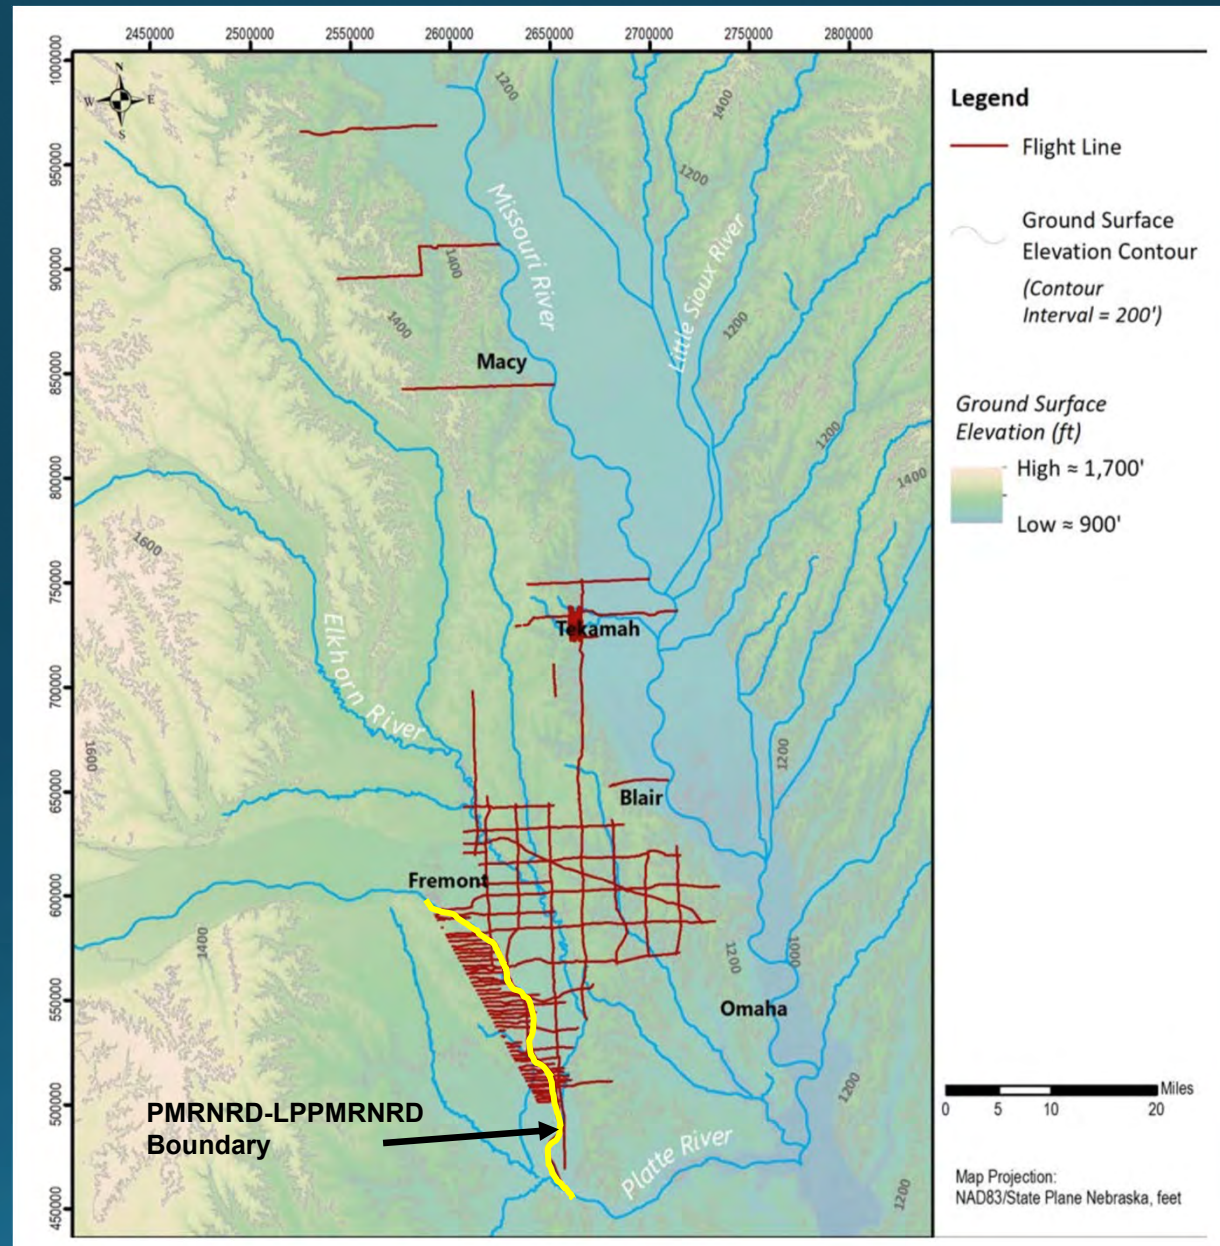 2450000 2500000 2550000 2600000 2650000 2700000 2750000 2800000
1000000
950000
900000
850000
800000
750000
700000
650000
600000
550000
500000
450000
N
W E
S
1200
1400
1200
Missouri River
Little Sioux River
1400
1400
1200
Macy
1200
1400
1600
Elkhorn River
Tekamah
1600
1200
Blair
Fremont
1400
1200
1000
Omaha
1200
PMRNRD-LPPMRNRD
Boundary
Platte River
1200
Legend
Flight Line
Ground Surface
Elevation Contour
(Contour
Interval = 200')
Ground Surface
Elevation (ft)
High ≈ 1,700'
Low ≈ 900'
Miles
0 5 10 20
Map Projection:
NAD83/State Plane Nebraska, feet